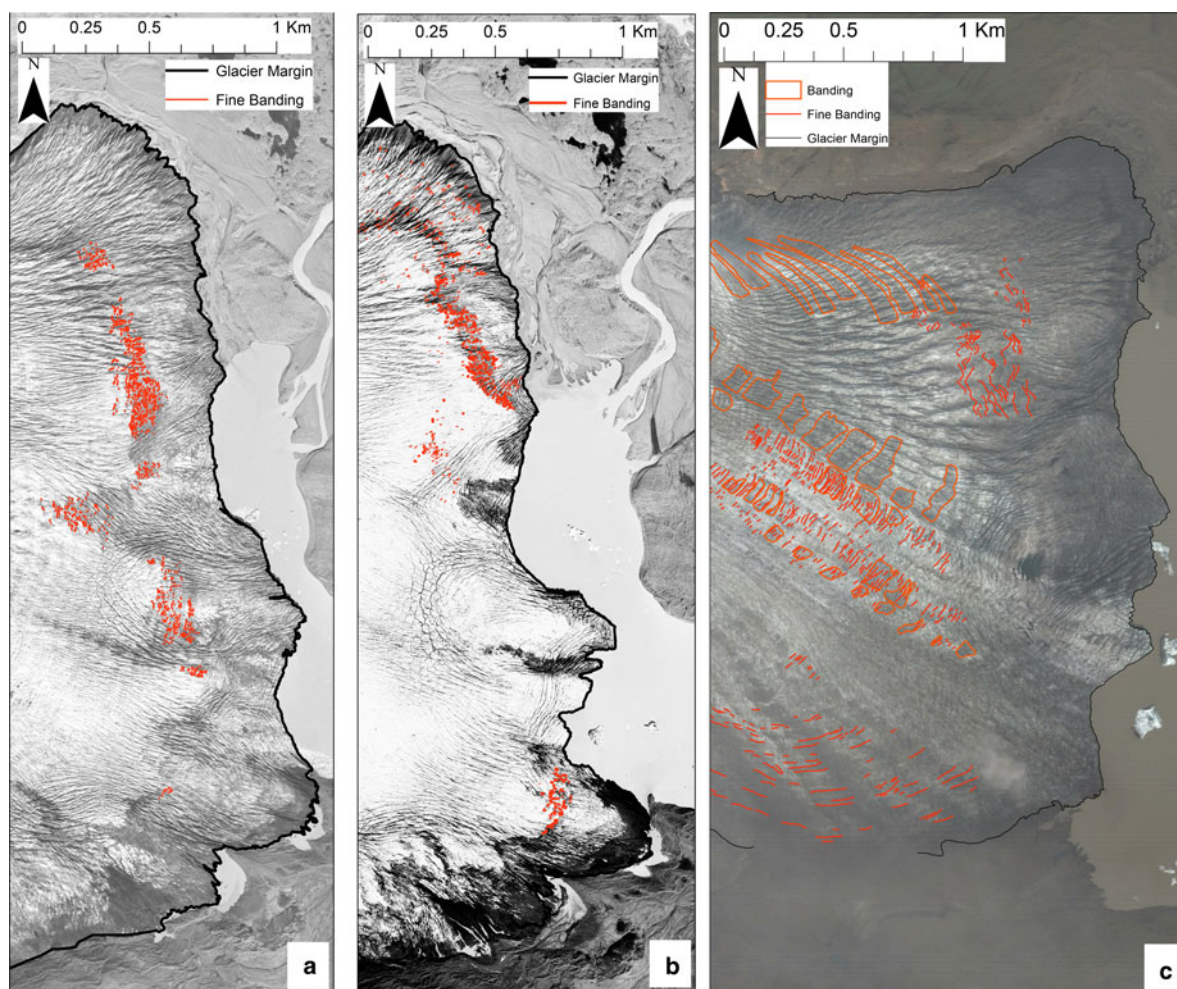 0 0.25 0.5 1 Km
N
Glacier Margin
Fine Banding
a
0 0.25 0.5 1 Km
N
Glacier Margin
Fine Banding
b
0 0.25 0.5 1 Km
N
Banding
Fine Banding
Glacier Margin
c